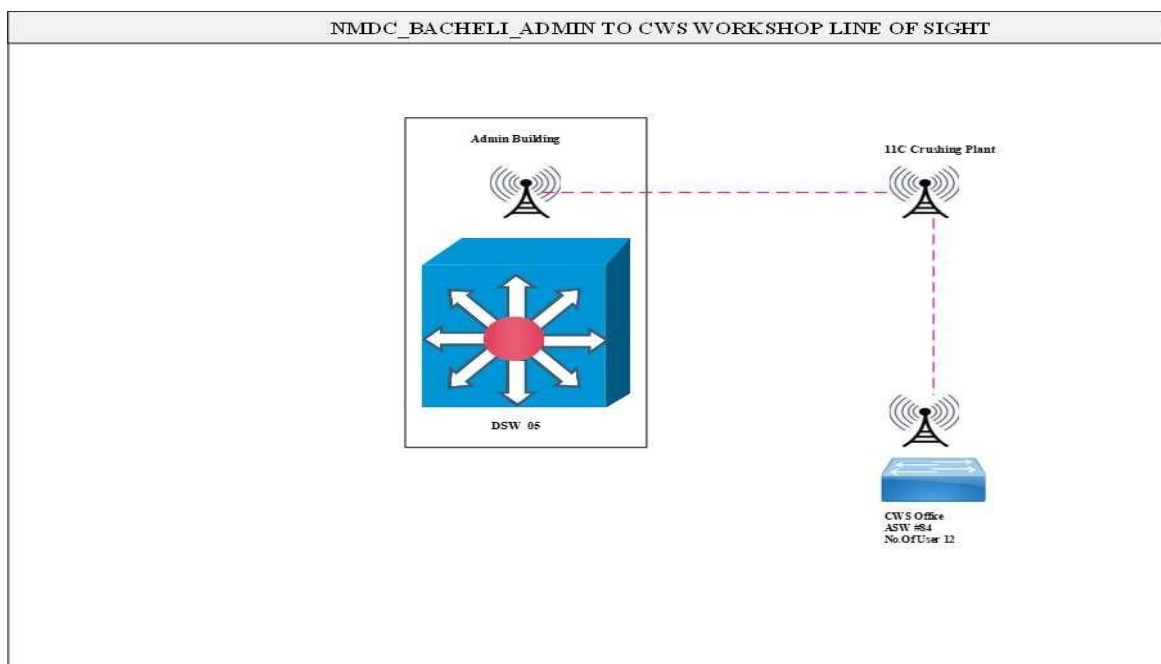 NMDC_BACHELI_ADMIN TO CWS WORKSHOP LINE OF SIGHT
Admin Building
11C Crushing Plant
DSW 05
CWS Office
ASW #84
No.Of User 12